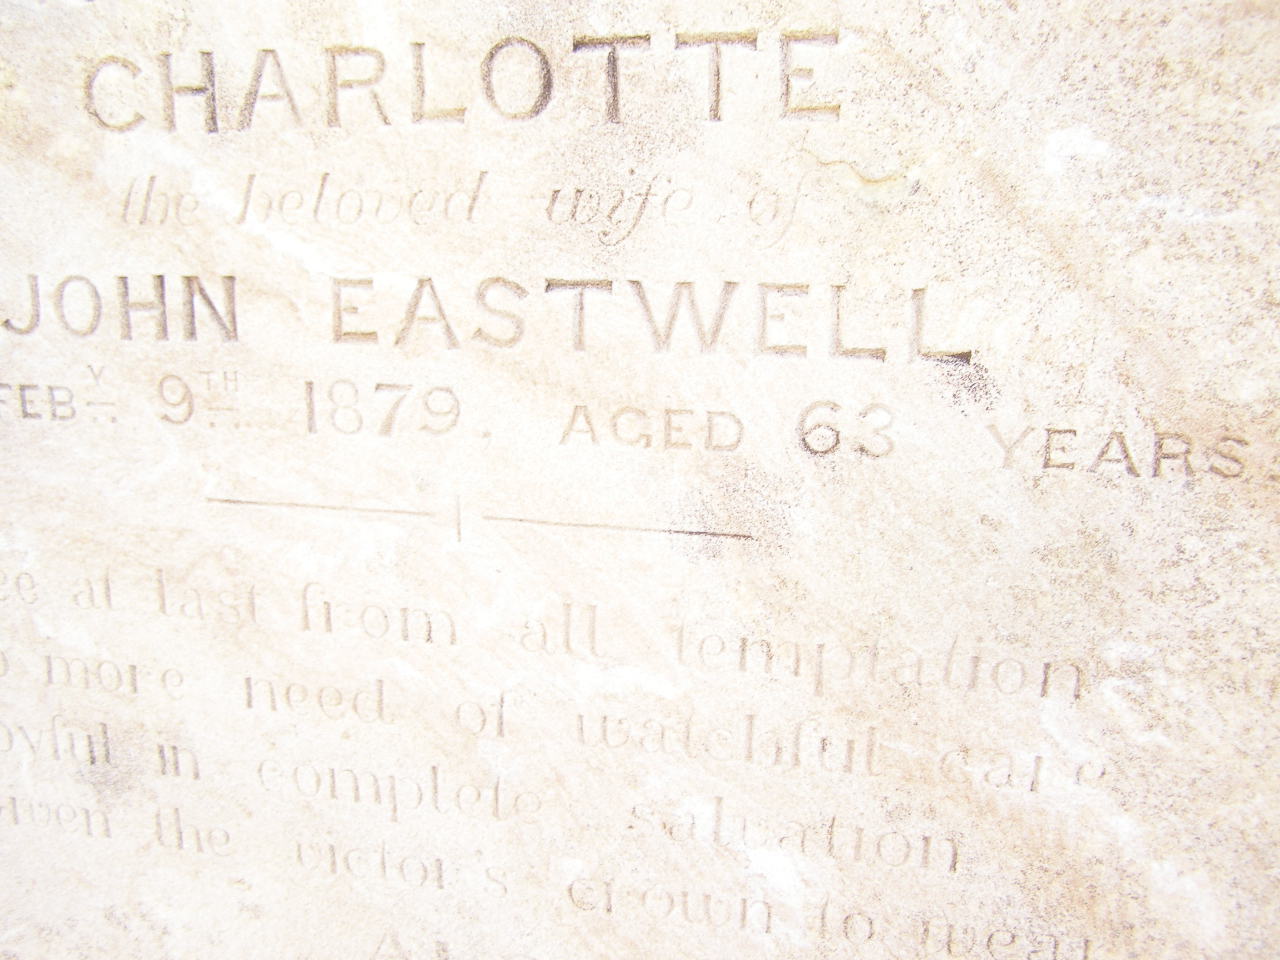 CHARLOTTE
the beloved wife of
JOHN EASTWELL
FEBY 9TH 1879. AGED 63 YEARS.
at last from all temptation
more need of watchful care
in complete salvation
the victor's crown to wear